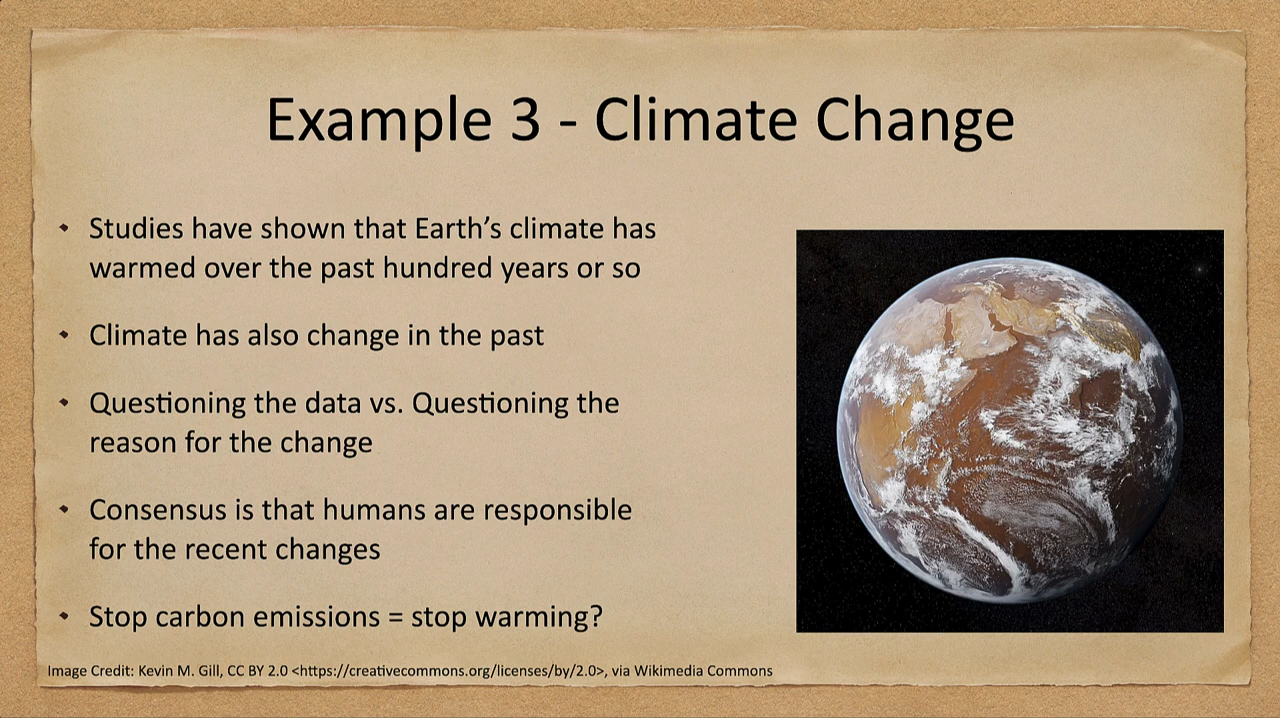 Example 3 - Climate Change
• Studies have shown that Earth’s climate has
warmed over the past hundred years or so
• Climate has also change in the past
• Questioning the data vs. Questioning the
reason for the change
• Consensus is that humans are responsible
for the recent changes
• Stop carbon emissions = stop warming?
Image Credit: Kevin M. Gill, CC BY 2.0 <https://creativecommons.org/licenses/by/2.0>, via Wikimedia Commons